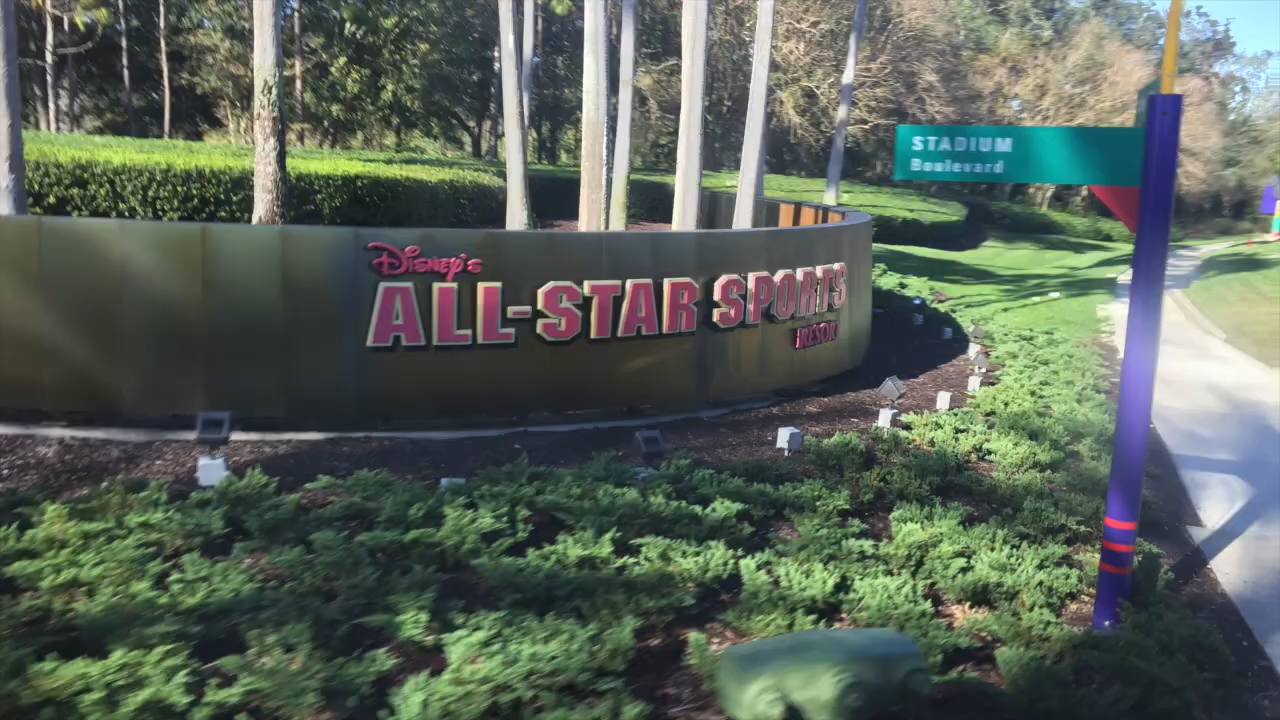 Disney's
ALL-STAR SPORTS
RESORT
STADIUM
Boulevard